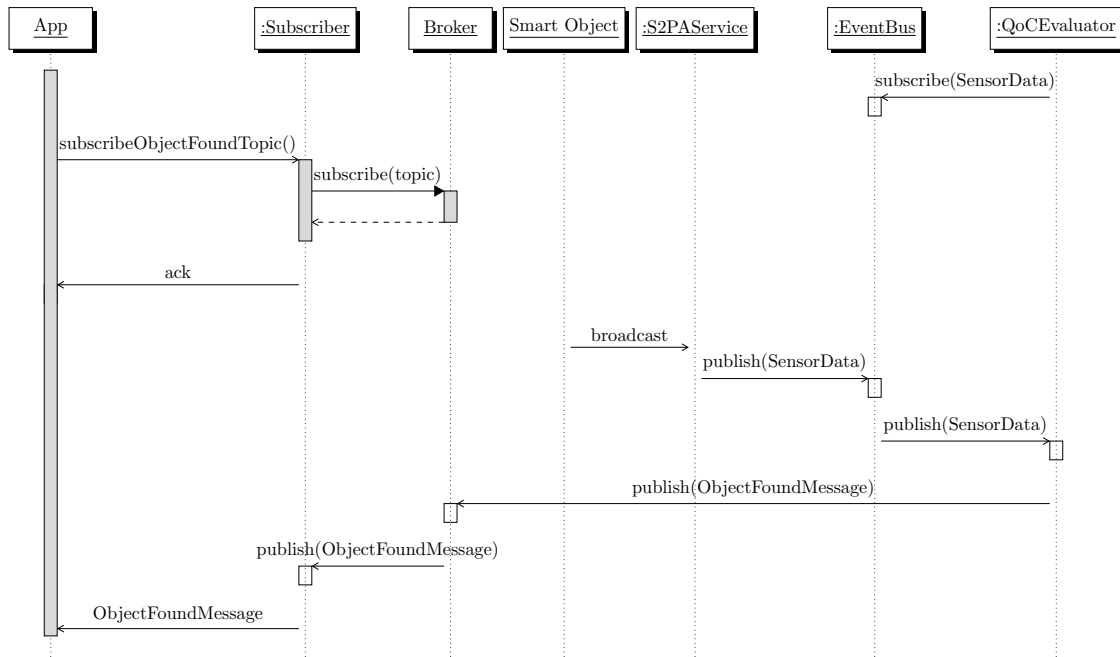 App
:Subscriber
Broker
Smart Object
:S2PAService
:EventBus
:QoCEvaluator
subscribe(SensorData)
subscribeObjectFoundTopic()
subscribe(topic)
ack
broadcast
publish(SensorData)
publish(SensorData)
publish(ObjectFoundMessage)
publish(ObjectFoundMessage)
ObjectFoundMessage